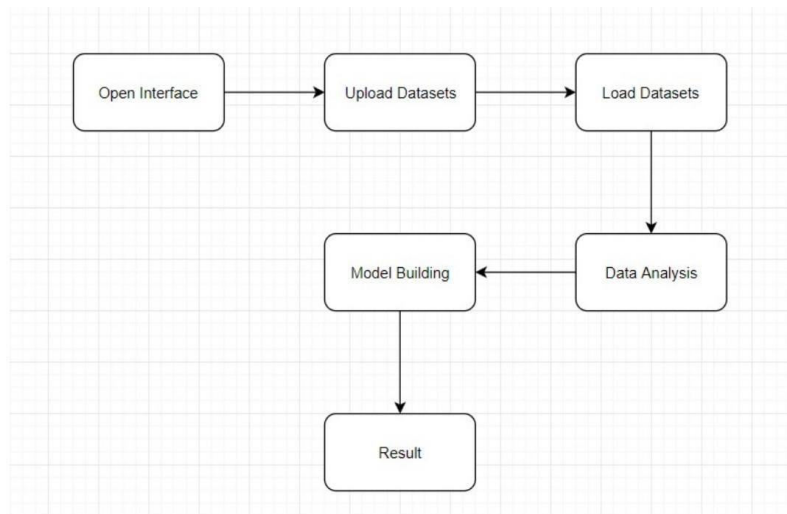 Open Interface
Upload Datasets
Load Datasets
Data Analysis
Model Building
Result